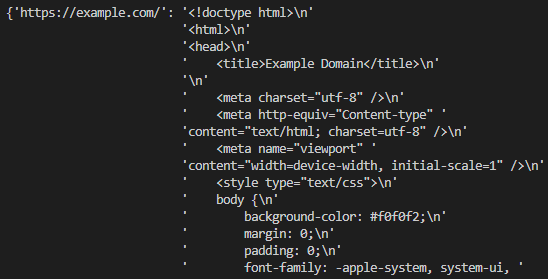 {'https://example.com/': '<!doctype html>\n'
                         '<html>\n'
                         '<head>\n'
                         '    <title>Example Domain</title>\n'
                         '\n'
                         '    <meta charset="utf-8" />\n'
                         '    <meta http-equiv="Content-type" '
                         'content="text/html; charset=utf-8" />\n'
                         '    <meta name="viewport" '
                         'content="width=device-width, initial-scale=1" />\n'
                         '    <style type="text/css">\n'
                         '    body {\n'
                         '        background-color: #f0f0f2;\n'
                         '        margin: 0;\n'
                         '        padding: 0;\n'
                         '        font-family: -apple-system, system-ui, '